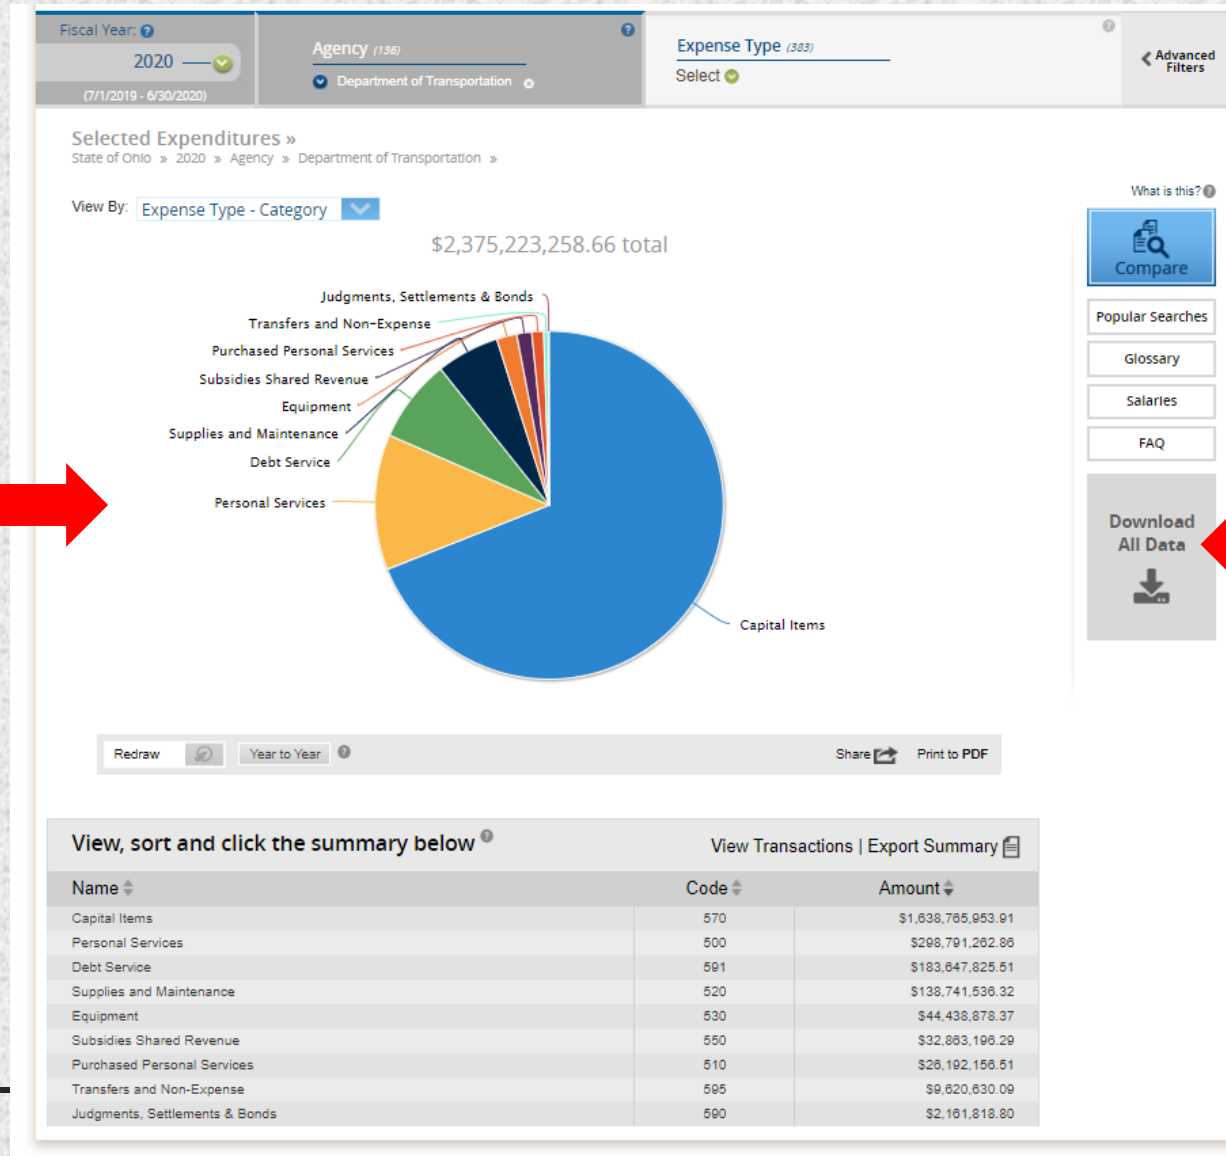 Fiscal Year:
2020
(7/1/2019 - 6/30/2020)
Agency (136)
Department of Transportation
Expense Type (383)
Select
Advanced
Filters
Selected Expenditures »
State of Ohio » 2020 » Agency » Department of Transportation »
What is this?
View By: Expense Type - Category
$2,375,223,258.66 total
Compare
Popular Searches
Glossary
Salaries
FAQ
Download
All Data
Judgments, Settlements & Bonds
Transfers and Non-Expense
Purchased Personal Services
Subsidies Shared Revenue
Equipment
Supplies and Maintenance
Debt Service
Personal Services
Capital Items
Redraw Year to Year Share Print to PDF
View, sort and click the summary below View Transactions | Export Summary
Name Code Amount
Capital Items 570 $1,638,765,953.91
Personal Services 500 $298,791,262.86
Debt Service 591 $183,647,825.51
Supplies and Maintenance 520 $138,741,536.32
Equipment 530 $44,438,878.37
Subsidies Shared Revenue 550 $32,863,196.29
Purchased Personal Services 510 $26,192,156.51
Transfers and Non-Expense 595 $9,620,630.09
Judgments, Settlements & Bonds 590 $2,161,818.80